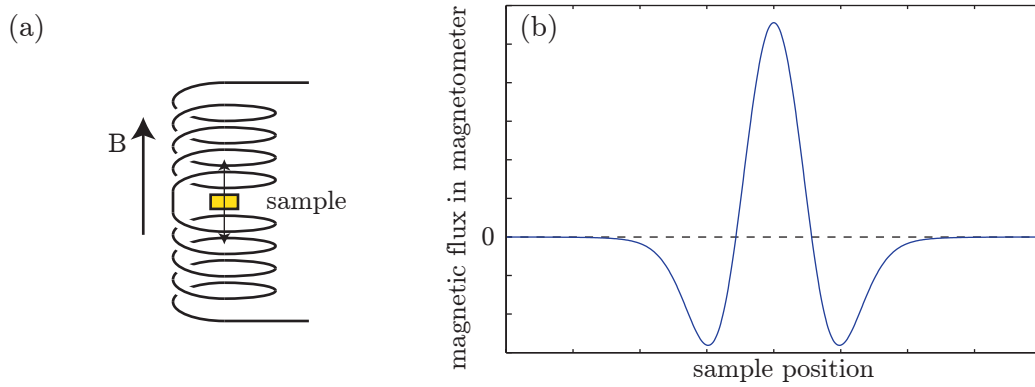 (a)
B
sample
(b)
magnetic flux in magnetometer
0
sample position